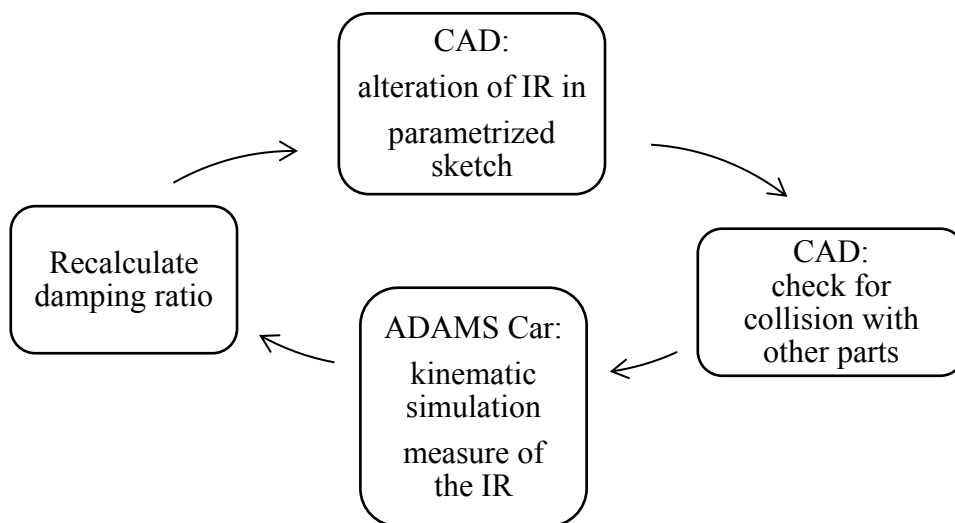 CAD:
alteration of IR in
parametrized
sketch
CAD:
check for
collision with
other parts
ADAMS Car:
kinematic
simulation
measure of
the IR
Recalculate
damping ratio